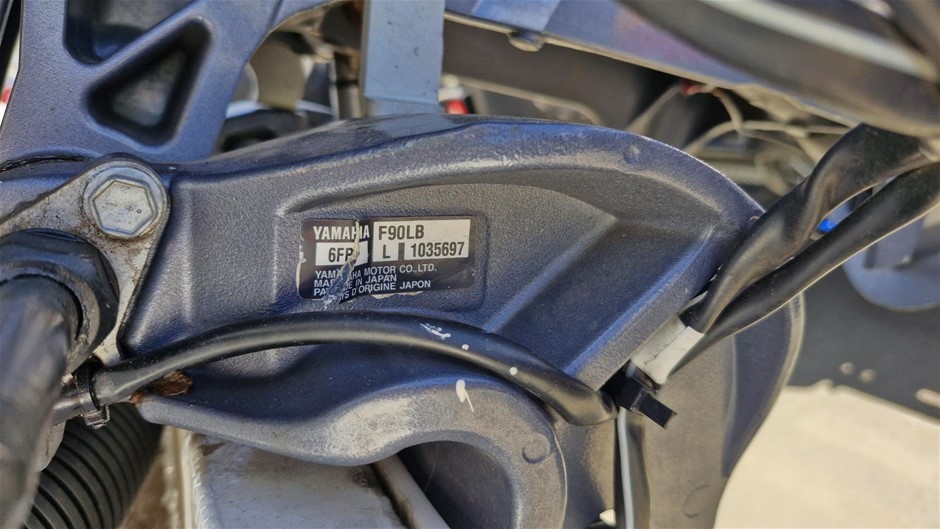 YAMAHA F90LB
6FP L 1035697
YAMAHA MOTOR CO., LTD.
MADE IN JAPAN
PAYS D'ORIGINE JAPON